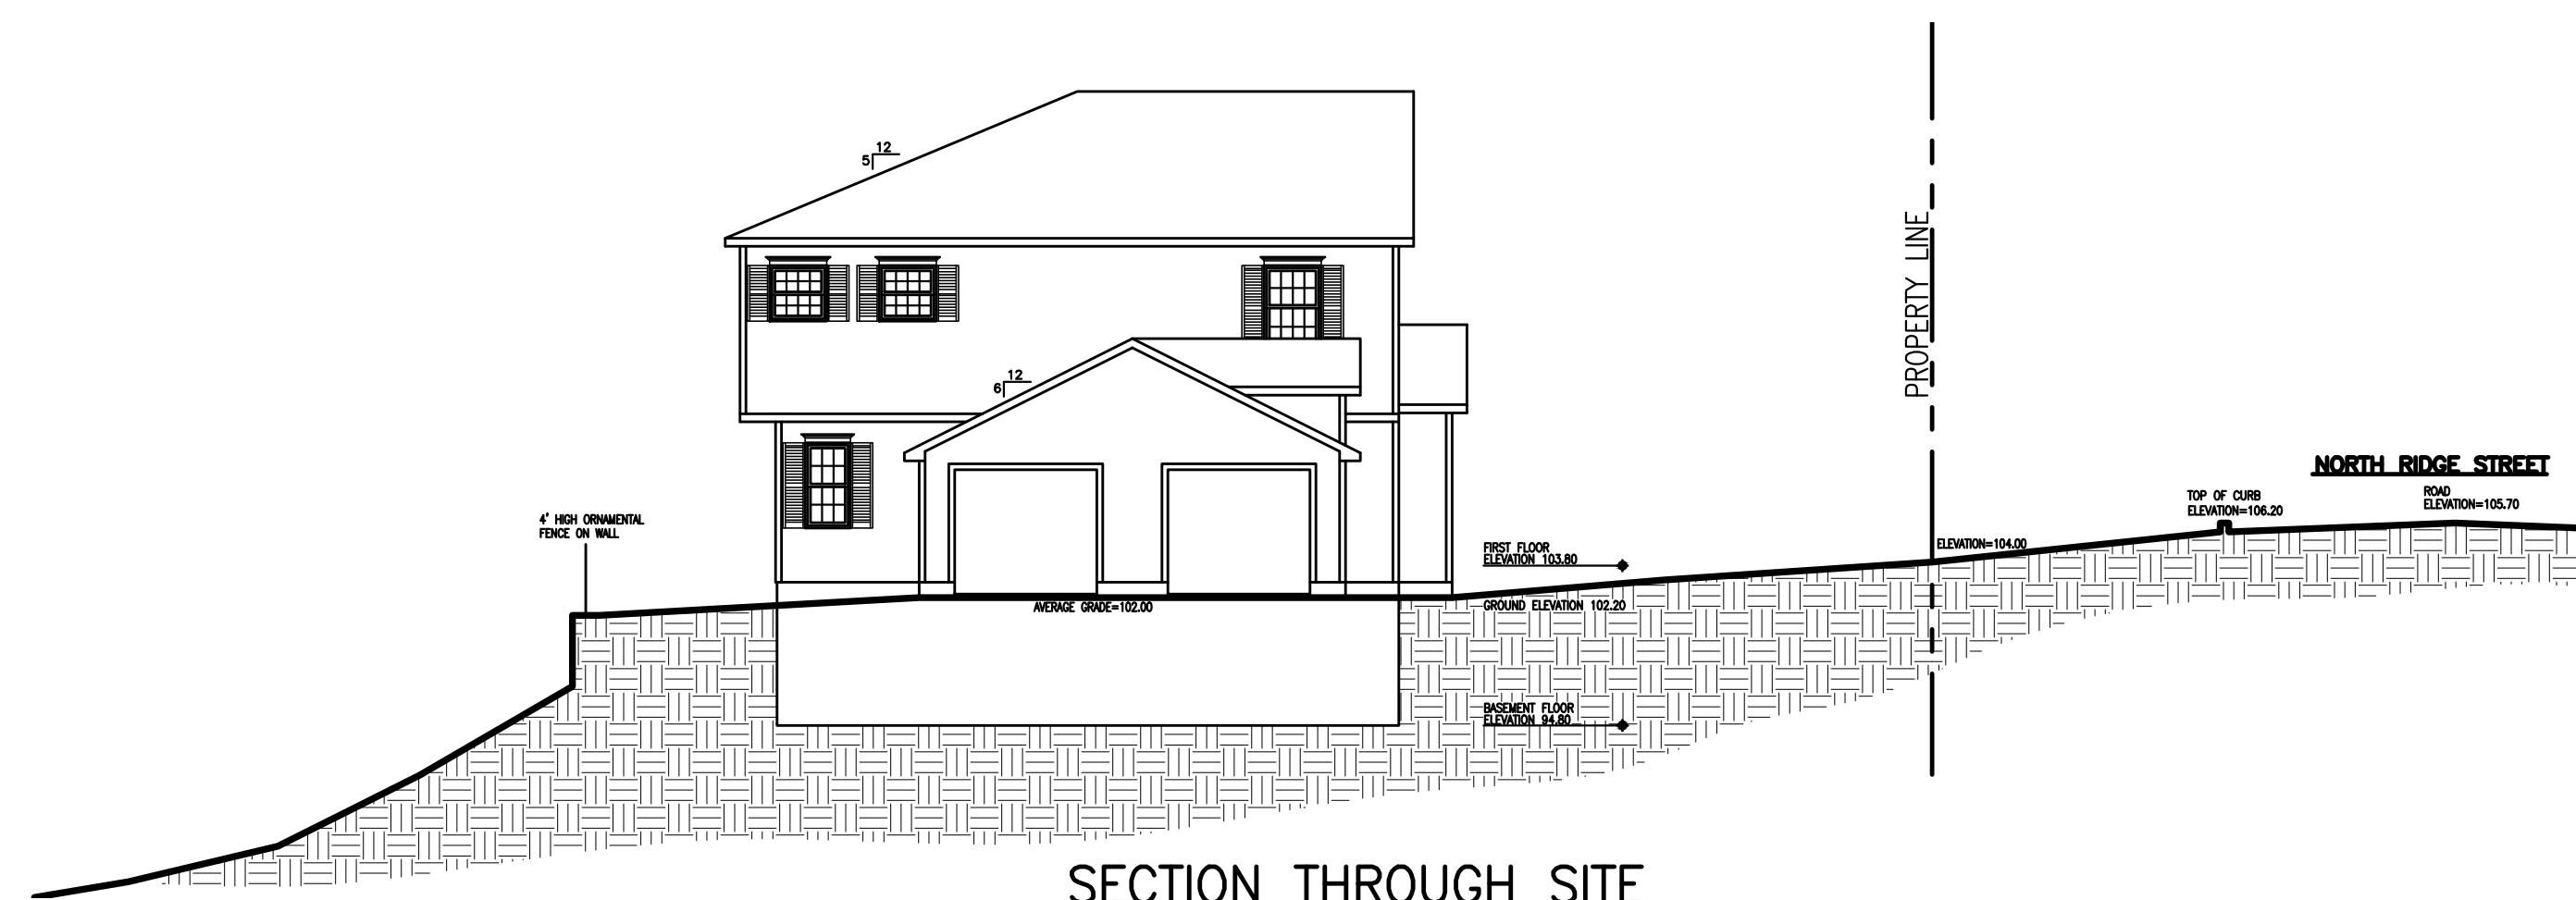 12
5
PROPERTY LINE
12
6
NORTH RIDGE STREET
TOP OF CURB
ELEVATION=106.20
ROAD
ELEVATION=105.70
4' HIGH ORNAMENTAL
FENCE ON WALL
FIRST FLOOR
ELEVATION 103.80
ELEVATION=104.00
AVERAGE GRADE=102.00
GROUND ELEVATION 102.20
BASEMENT FLOOR
ELEVATION 94.80
SECTION THROUGH SITE